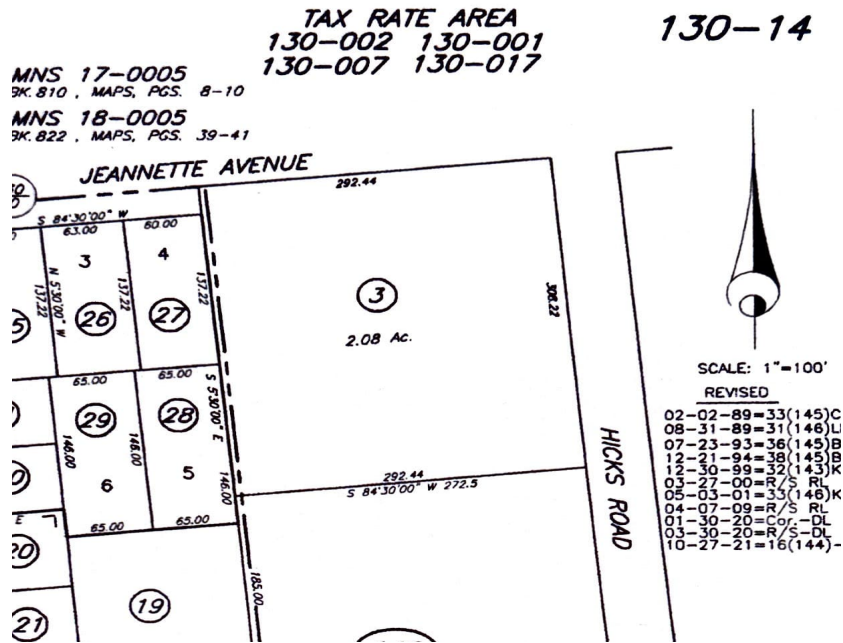 TAX RATE AREA
130-002 130-001
130-007 130-017
130-14
MNS 17-0005
BK. 810 , MAPS, PGS. 8-10
MNS 18-0005
BK. 822 , MAPS, PGS. 39-41
JEANNETTE AVENUE
292.44
S 84°30'00" W
63.00
60.00
3
4
137.22
N 5°30'00" W
137.22
137.22
26
27
3
2.08 Ac.
308.22
SCALE: 1"=100'
REVISED
02-02-89=33(145)C
08-31-89=31(146)L
07-23-93=36(145)B
12-21-94=38(145)B
12-30-99=32(143)K
03-27-00=R/S RL
05-03-01=33(146)K
04-07-09=R/S RL
01-30-20=Cor.-DL
03-30-20=R/S-DL
10-27-21=16(144)-
65.00
65.00
S 5°30'00" E
29
28
146.00
146.00
146.00
6
5
292.44
S 84°30'00" W 272.5
HICKS ROAD
65.00
65.00
E
20
19
185.00
21